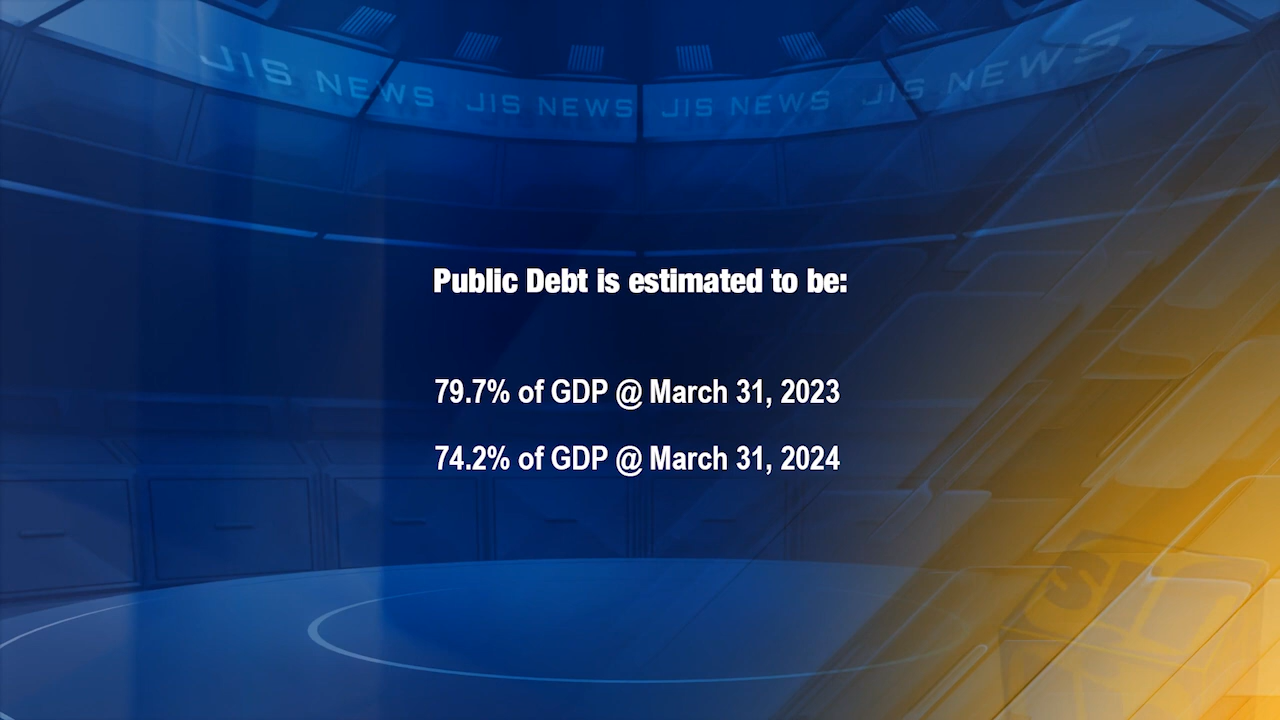 JIS NEWS JIS NEWS JIS NEWS JIS NEWS
Public Debt is estimated to be:
79.7% of GDP @ March 31, 2023
74.2% of GDP @ March 31, 2024
JIS